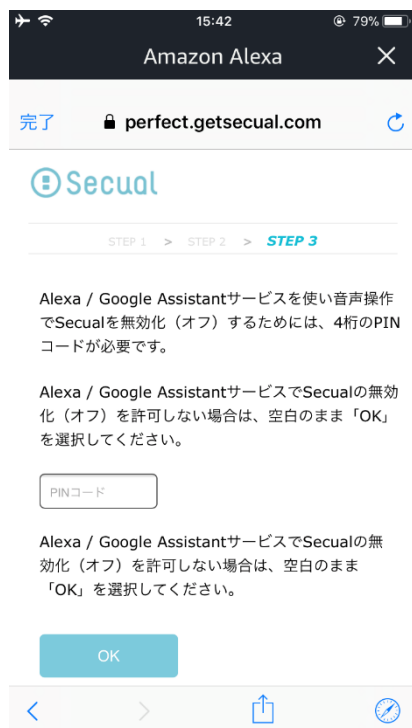 15:42
79%
Amazon Alexa
完了
perfect.getsecual.com
Secual
STEP 1 > STEP 2 > STEP 3
Alexa / Google Assistantサービスを使い音声操作
でSecualを無効化（オフ）するためには、4桁のPIN
コードが必要です。
Alexa / Google AssistantサービスでSecualの無効
化（オフ）を許可しない場合は、空白のまま「OK」
を選択してください。
PINコード
Alexa / Google AssistantサービスでSecualの無
効化（オフ）を許可しない場合は、空白のまま
「OK」を選択してください。
OK